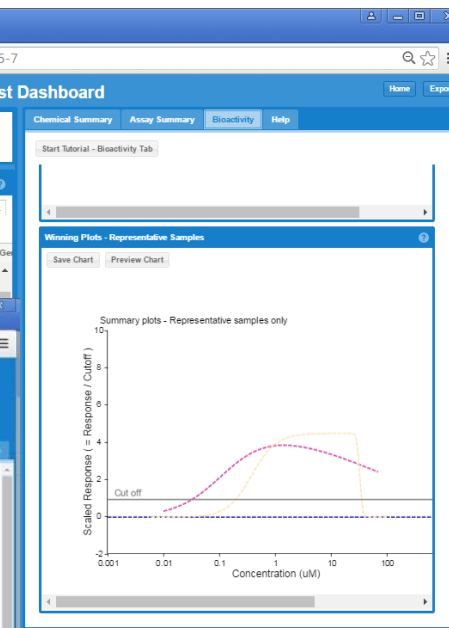 5-7
st Dashboard
Home Expo
Chemical Summary Assay Summary Bioactivity Help
Start Tutorial - Bioactivity Tab
Ger
Winning Plots - Representative Samples
Save Chart Preview Chart
Summary plots - Representative samples only
Scaled Response ( = Response / Cutoff )
10
8
6
4
2
Cut off
0
-2
0.001 0.01 0.1 1 10 100
Concentration (uM)